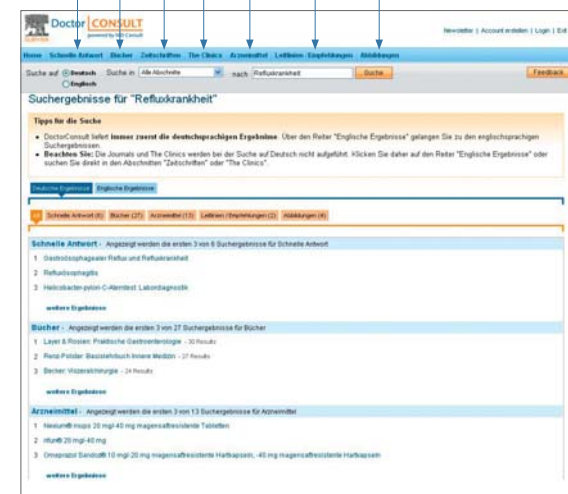 Doctor CONSULT
powered by MD Consult
Newsletter | Account erstellen | Login |
Home Schnelle Antwort Bücher Zeitschriften The Clinics Arzneimittel Leitlinien / Empfehlungen Abbildungen
Suche auf Deutsch Suche in Alle Abschnitte nach Refluxkrankheit Suche Feedback
Englisch
Suchergebnisse für "Refluxkrankheit"
Tipps für die Suche
DoctorConsult liefert immer zuerst die deutschsprachigen Ergebnisse. Über den Reiter "Englische Ergebnisse" gelangen Sie zu den englischsprachigen
Suchergebnissen.
Beachten Sie: Die Journals und The Clinics werden bei der Suche auf Deutsch nicht aufgeführt. Klicken Sie daher auf den Reiter "Englische Ergebnisse" oder
suchen Sie direkt in den Abschnitten "Zeitschriften" oder "The Clinics".
Deutsche Ergebnisse Englische Ergebnisse
All Schnelle Antwort (6) Bücher (27) Arzneimittel (13) Leitlinien / Empfehlungen (2) Abbildungen (4)
Schnelle Antwort - Angezeigt werden die ersten 3 von 6 Suchergebnisse für Schnelle Antwort
1 Gastroösophagealer Reflux und Refluxkrankheit
2 Refluxösophagitis
3 Helicobacter-pylori-C-Atemtest: Labordiagnostik
weitere Ergebnisse
Bücher - Angezeigt werden die ersten 3 von 27 Suchergebnisse für Bücher
1 Layer & Rosien: Praktische Gastroenterologie - 30 Results
2 Renz-Polster: Basislehrbuch Innere Medizin - 27 Results
3 Becher: Viszeralchirurgie - 24 Results
weitere Ergebnisse
Arzneimittel - Angezeigt werden die ersten 3 von 13 Suchergebnisse für Arzneimittel
1 Nexium® mups 20 mg/-40 mg magensaftresistente Tabletten
2 20 mg/-40 mg
3 Omeprazol Sandoz® 10 mg/-20 mg magensaftresistente Hartkapseln, -40 mg magensaftresistente Hartkapseln
weitere Ergebnisse